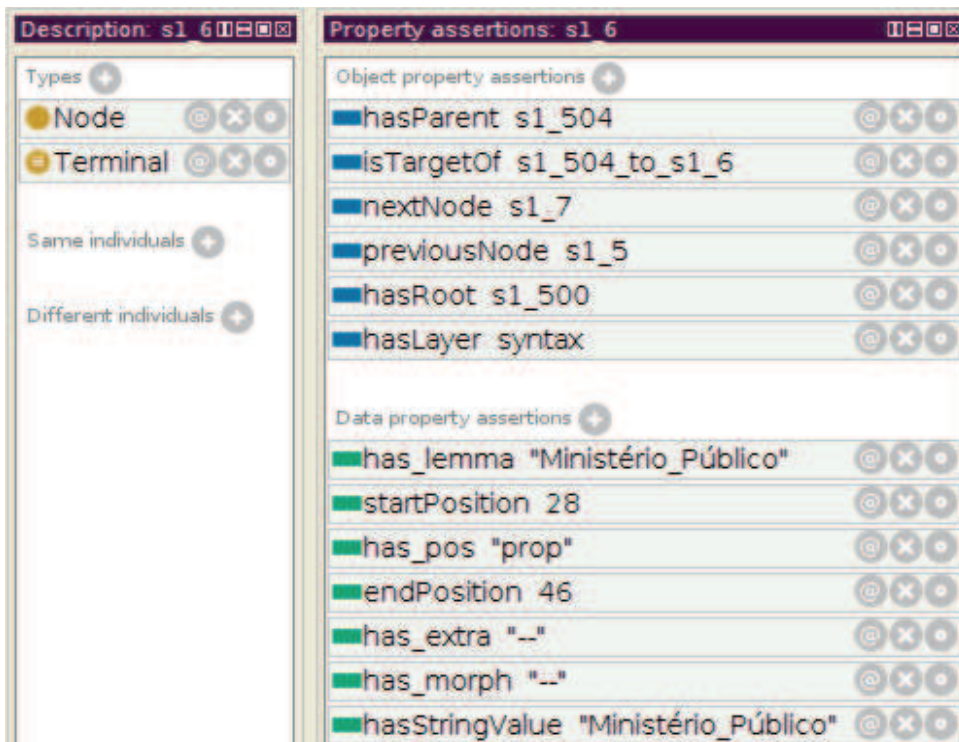 Description: s1_6
Types
Node
Terminal
Same individuals
Different individuals
Property assertions: s1_6
Object property assertions
hasParent s1_504
isTargetOf s1_504_to_s1_6
nextNode s1_7
previousNode s1_5
hasRoot s1_500
hasLayer syntax
Data property assertions
has_lemma "Ministério_Público"
startPosition 28
has_pos "prop"
endPosition 46
has_extra "--"
has_morph "--"
hasStringValue "Ministério_Público"